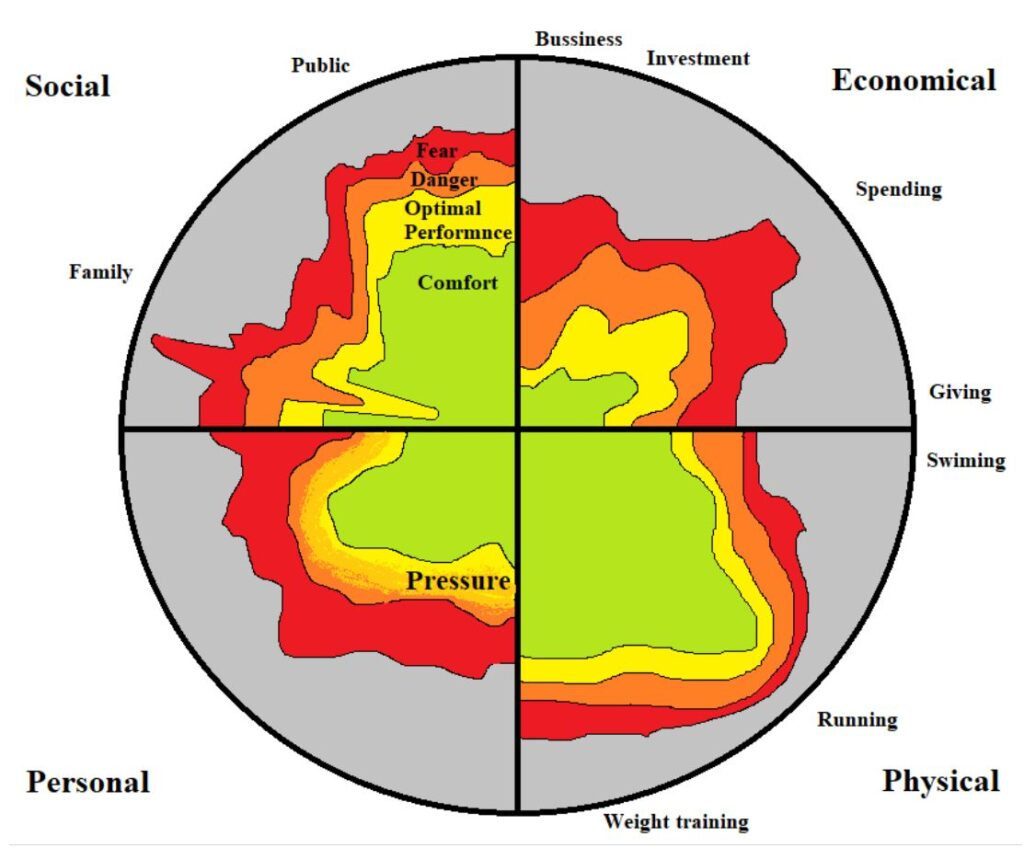 Bussiness
Investment
Public
Social
Economical
Fear
Danger
Optimal
Performnce
Spending
Family
Comfort
Giving
Swiming
Pressure
Running
Personal
Physical
Weight training